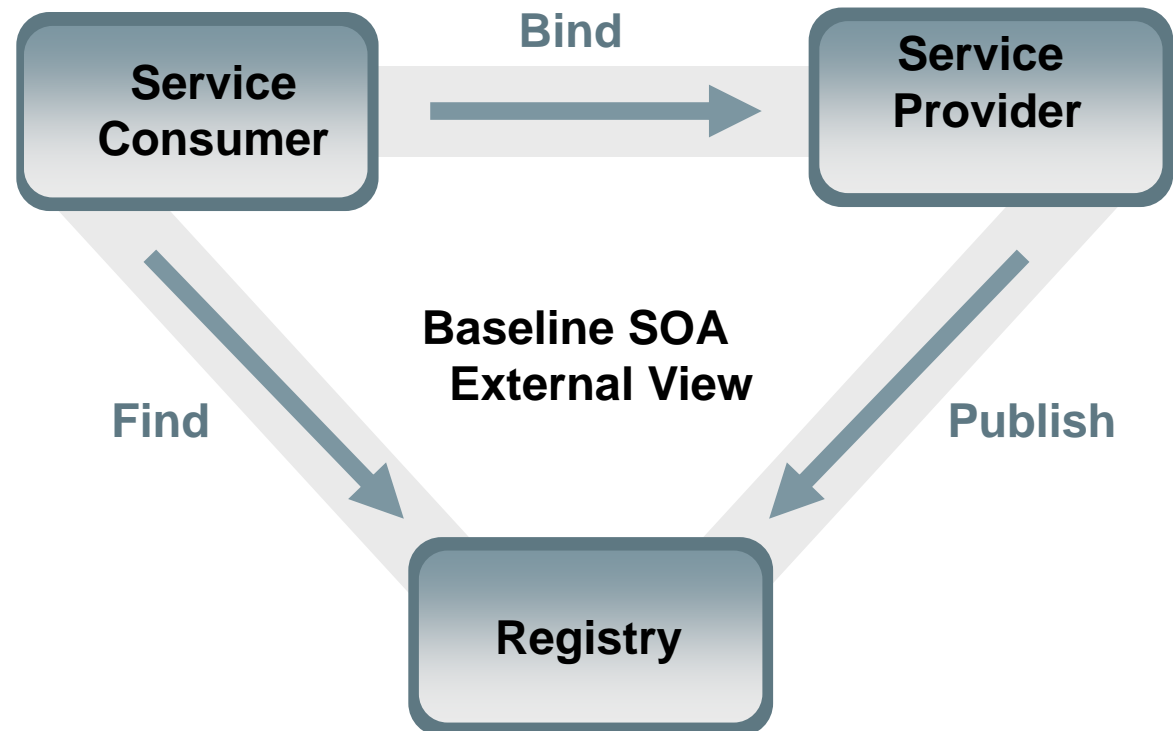 Bind
Service
Consumer
Service
Provider
Baseline SOA
External View
Find
Publish
Registry